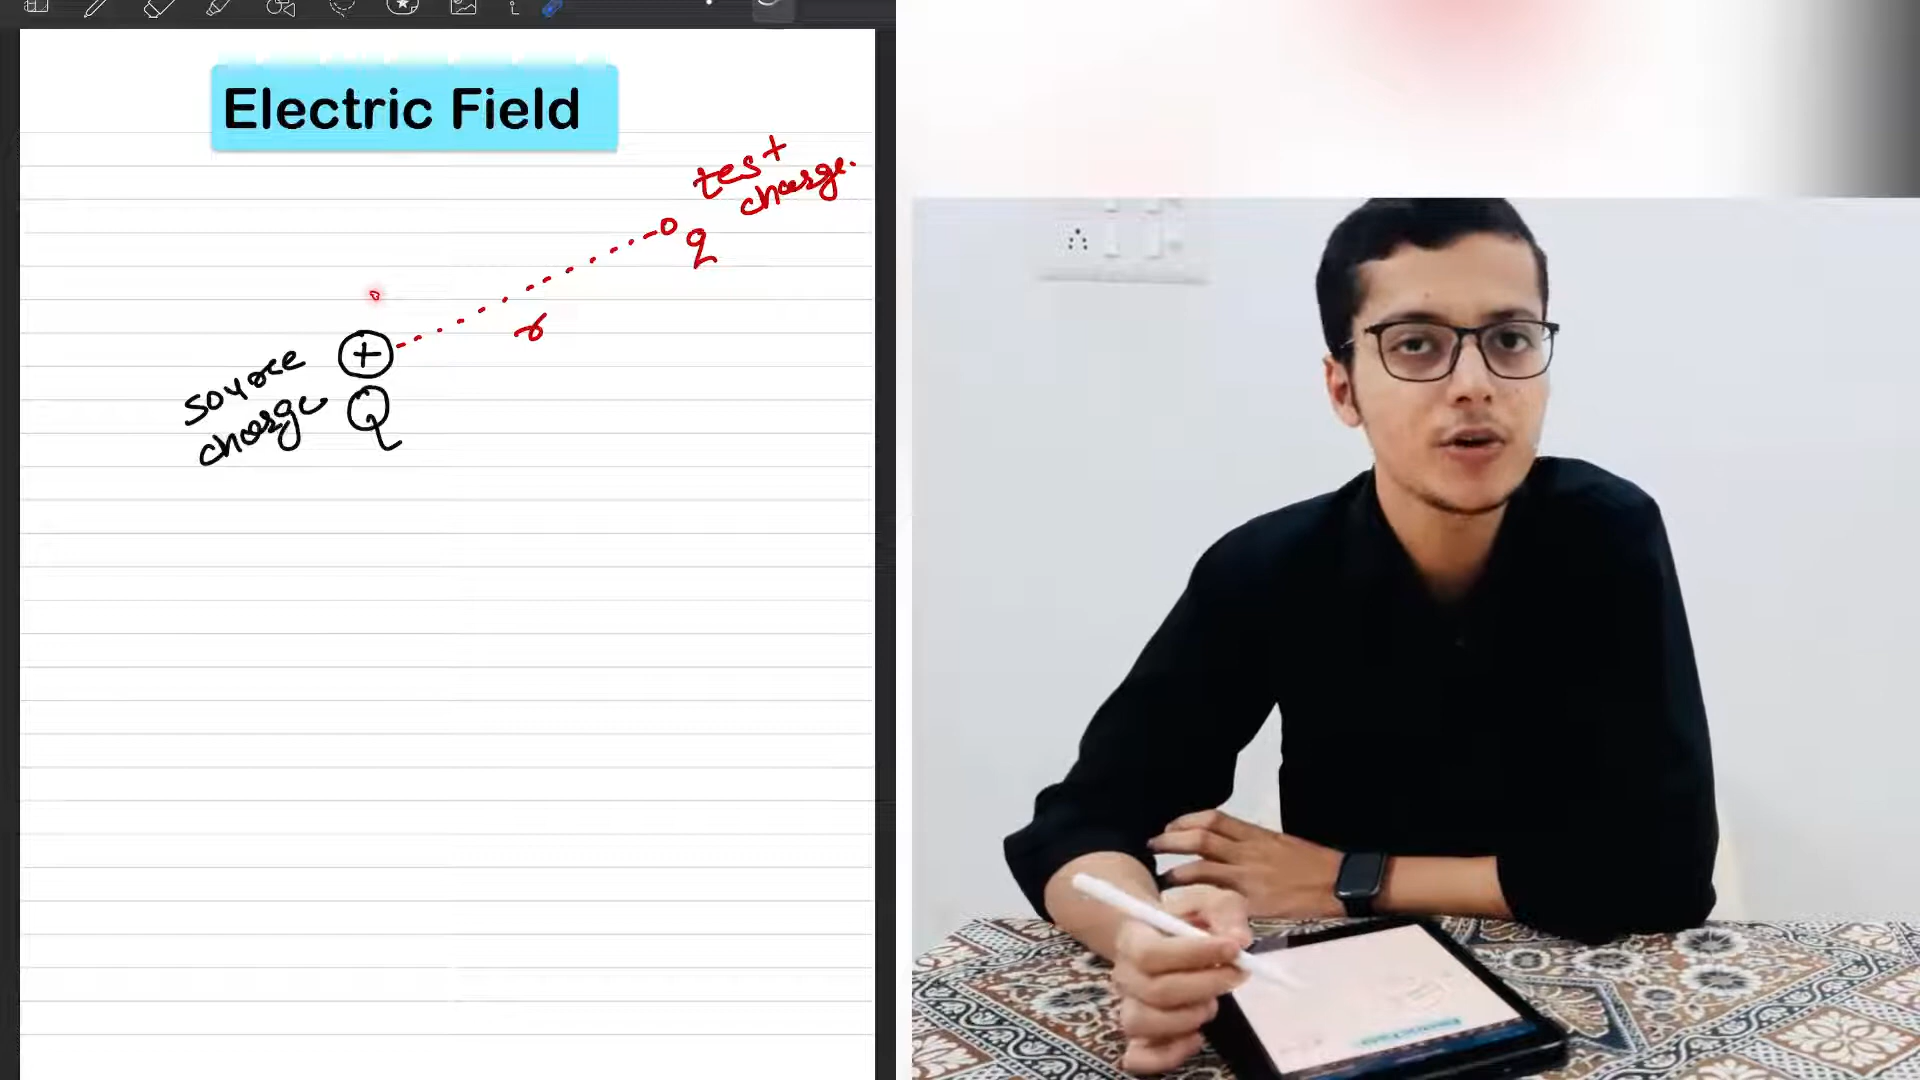 Electric Field
test
charge.
q
r
+
source
charge
Q